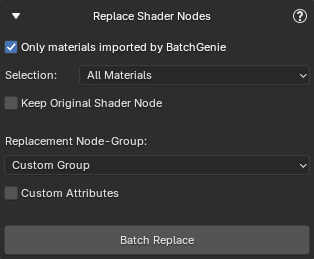 Replace Shader Nodes
Only materials imported by BatchGenie
Selection: All Materials
Keep Original Shader Node
Replacement Node-Group:
Custom Group
Custom Attributes
Batch Replace